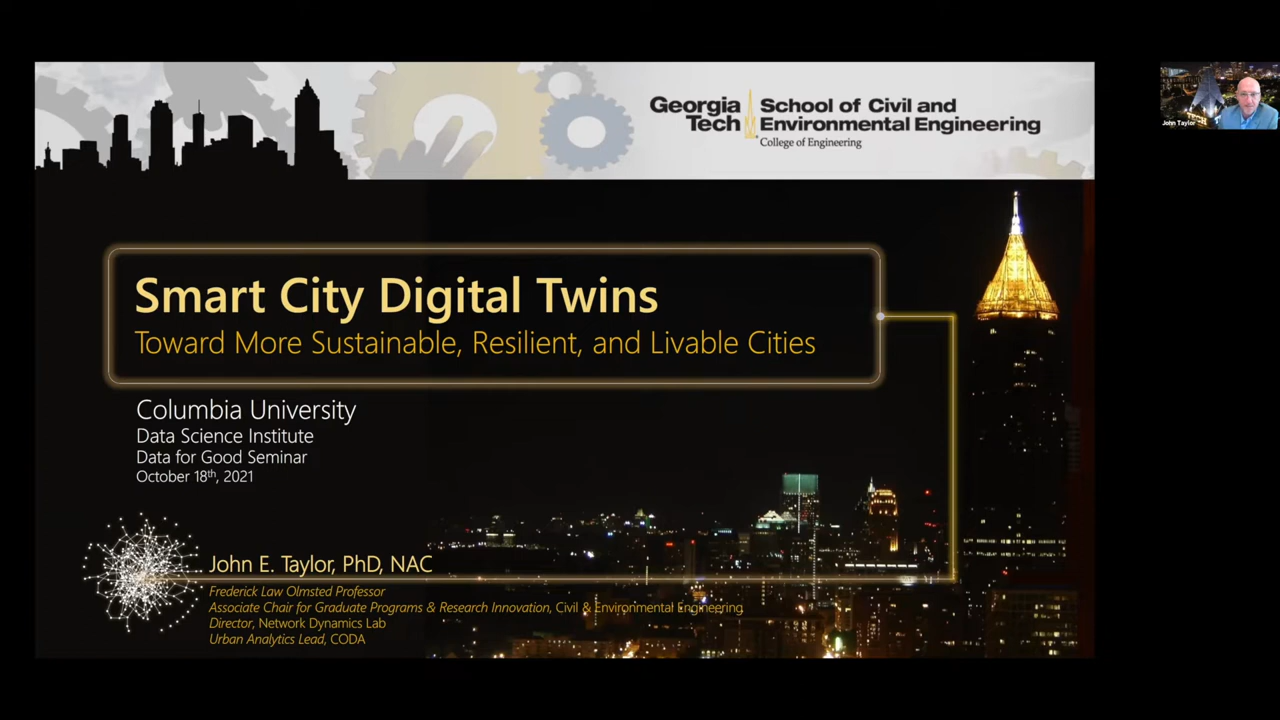 Georgia Tech
School of Civil and
Environmental Engineering
College of Engineering
John Taylor
Smart City Digital Twins
Toward More Sustainable, Resilient, and Livable Cities
Columbia University
Data Science Institute
Data for Good Seminar
October 18th, 2021
John E. Taylor, PhD, NAC
Frederick Law Olmsted Professor
Associate Chair for Graduate Programs & Research Innovation, Civil & Environmental Engineering
Director, Network Dynamics Lab
Urban Analytics Lead, CODA